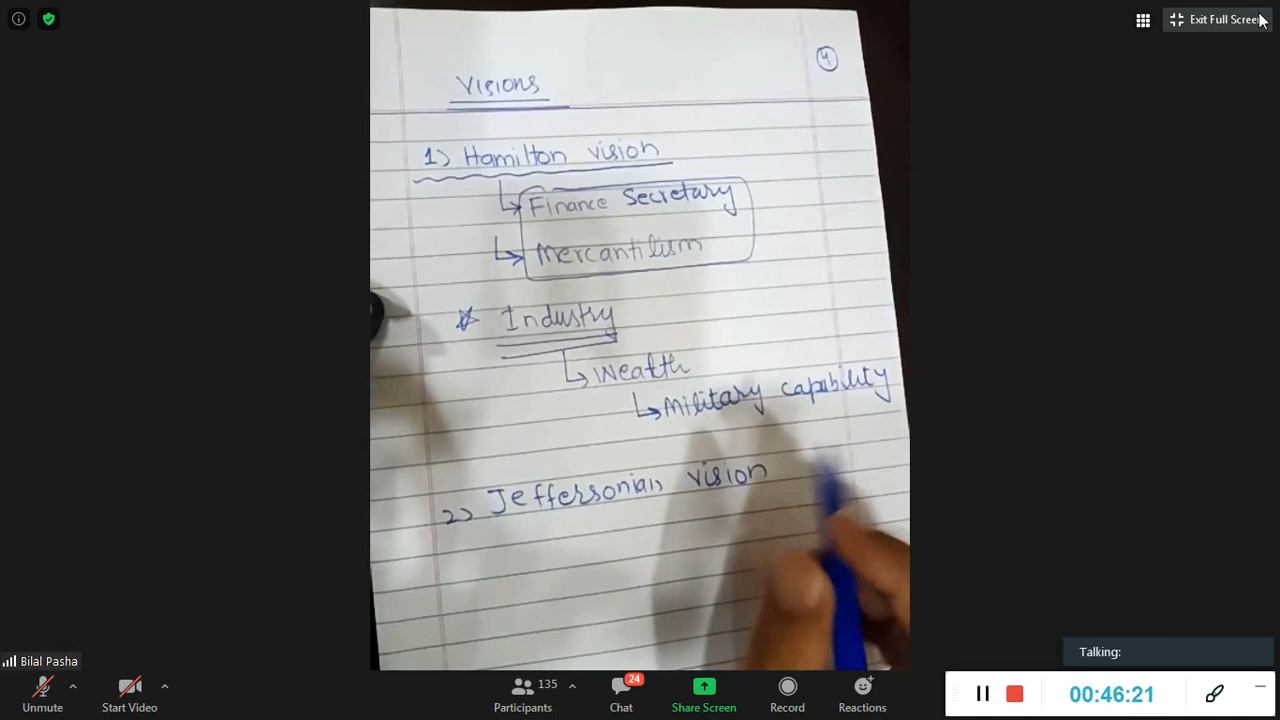 Exit Full Screen
4
Visions
1) Hamilton vision
Finance Secretary
Mercantilism
Industry
Wealth
Military capability
2) Jeffersonian vision
Bilal Pasha
Talking:
Unmute
Start Video
135
Participants
24
Chat
Share Screen
Record
Reactions
00:46:21